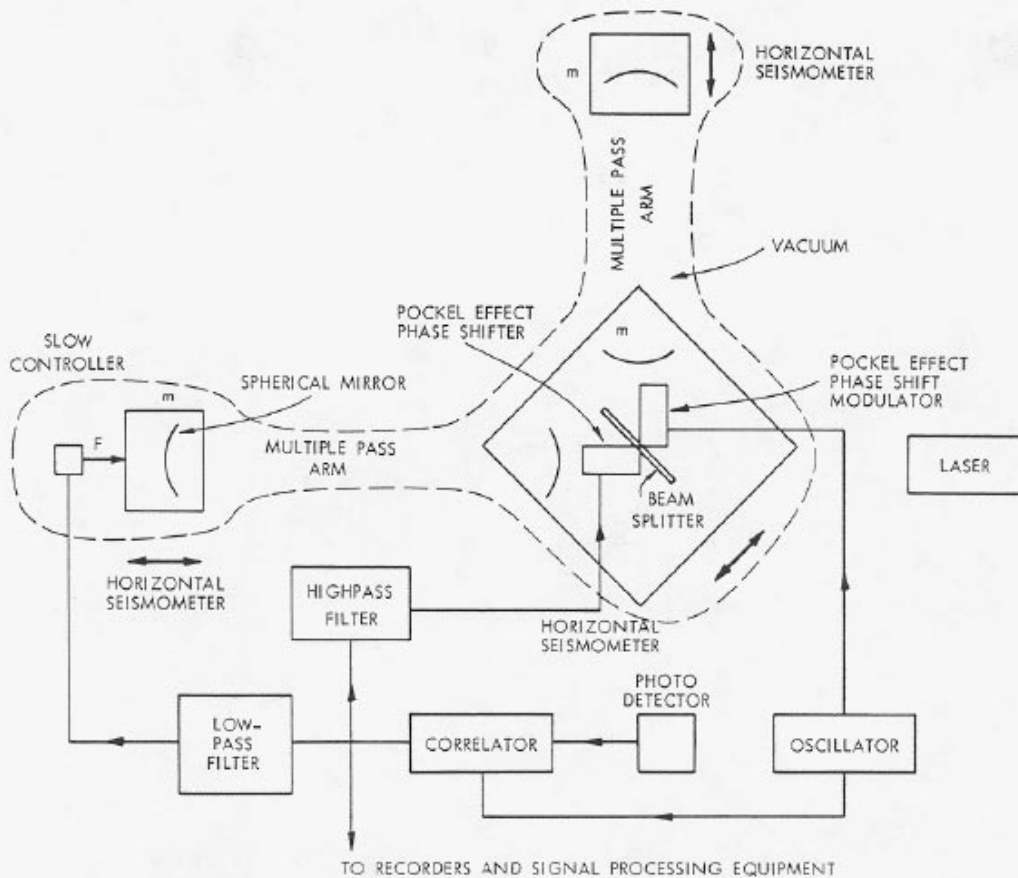 m
HORIZONTAL
SEISMOMETER
MULTIPLE PASS
ARM
VACUUM
POCKEL EFFECT
PHASE SHIFTER
m
SLOW
CONTROLLER
SPHERICAL MIRROR
POCKEL EFFECT
PHASE SHIFT
MODULATOR
m
F
MULTIPLE PASS
ARM
LASER
BEAM
SPLITTER
HORIZONTAL
SEISMOMETER
HIGHPASS
FILTER
HORIZONTAL
SEISMOMETER
PHOTO
DETECTOR
LOW-
PASS
FILTER
CORRELATOR
OSCILLATOR
TO RECORDERS AND SIGNAL PROCESSING EQUIPMENT